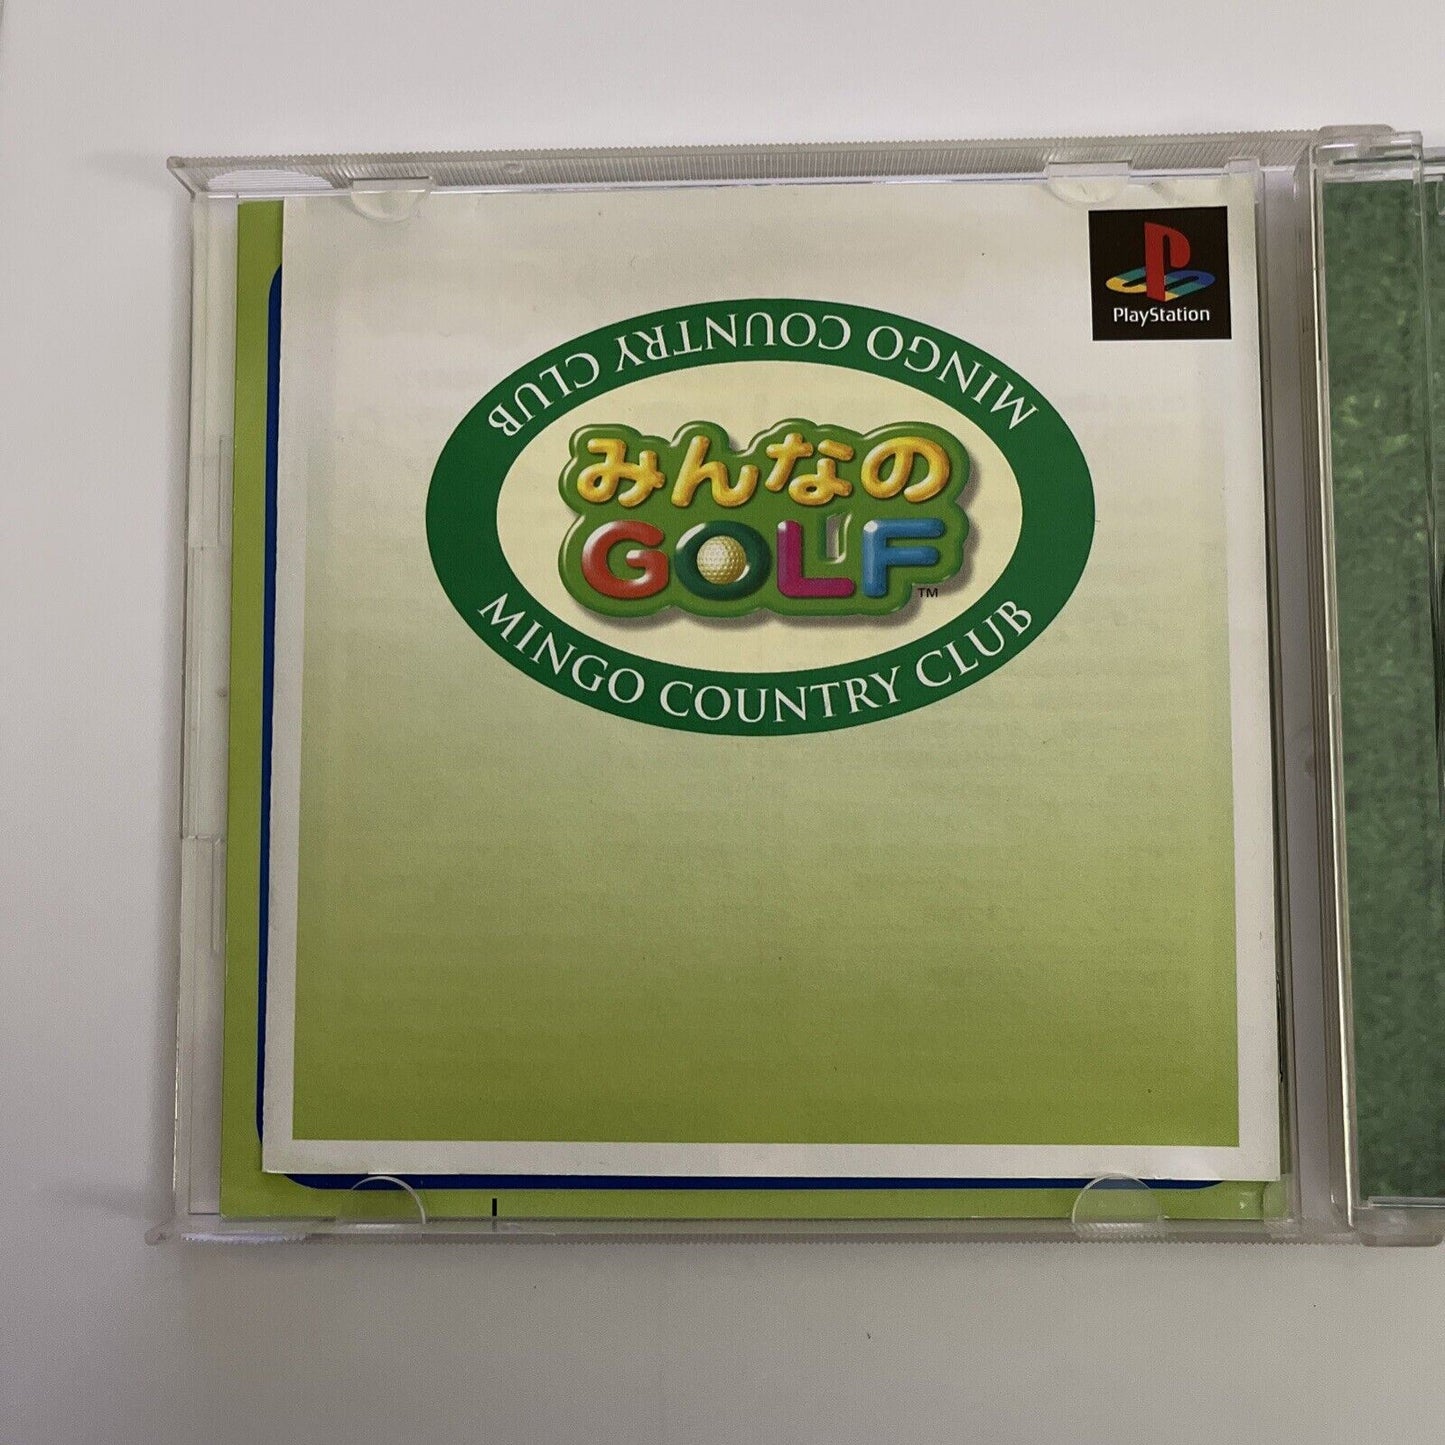 PlayStation
MINGO COUNTRY CLUB
みんなの
GOLF
TM
MINGO COUNTRY CLUB